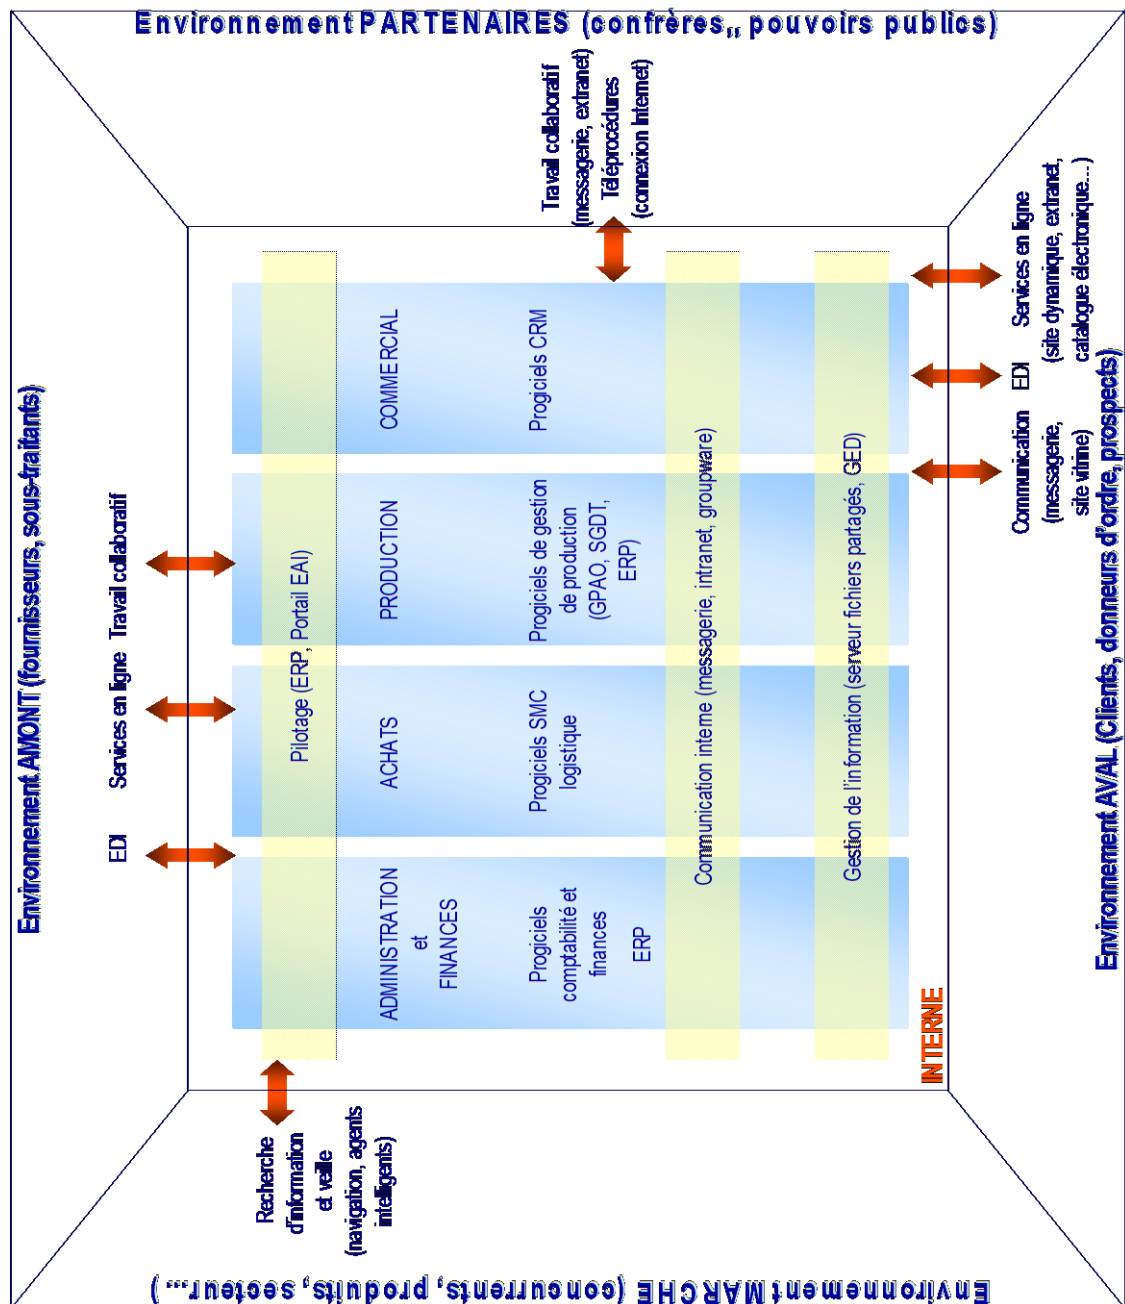 Environnement PARTENAIRES (confrères,, pouvoirs publics)
Environnement AMONT (fournisseurs, sous-traitants)
EDI
Services en ligne
Travail collaboratif
Travail collaboratif
(messagerie, extranet)
Téléprocédures
(connexion Internet)
Recherche
d'information
et veille
(navigation, agents
intelligents)
Pilotage (ERP, Portail EAI)
ADMINISTRATION
et
FINANCES
ACHATS
PRODUCTION
COMMERCIAL
Progiciels
comptabilité et
finances
ERP
Progiciels SMC
logistique
Progiciels de gestion
de production
(GPAO, SGDT,
ERP)
Progiciels CRM
Communication interne (messagerie, intranet, groupware)
Gestion de l'information (serveur fichiers partagés, GED)
INTERNE
Communication
(messagerie,
site vitrine)
EDI
Services en ligne
(site dynamique, extranet,
catalogue électronique…)
Environnement AVAL (Clients, donneurs d'ordre, prospects)
Environnement MARCHE (concurrents, produits, secteur…)